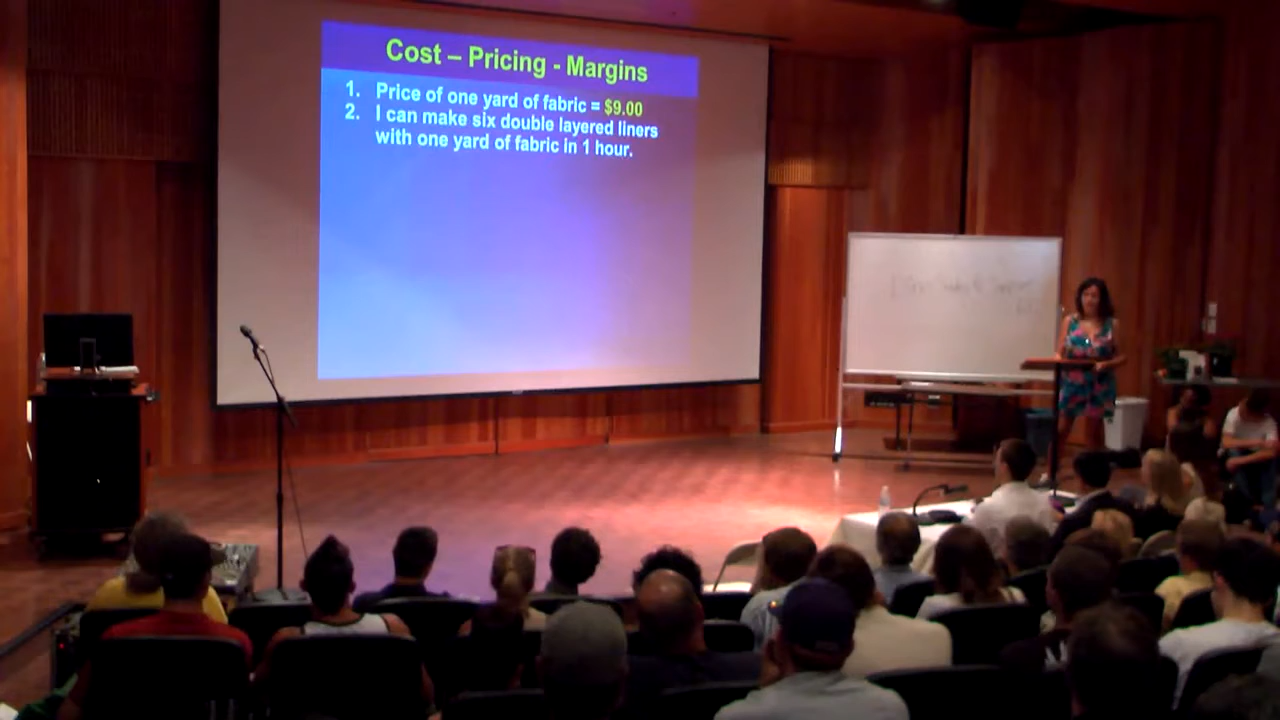 Cost – Pricing - Margins
1. Price of one yard of fabric = $9.00
2. I can make six double layered liners
with one yard of fabric in 1 hour.